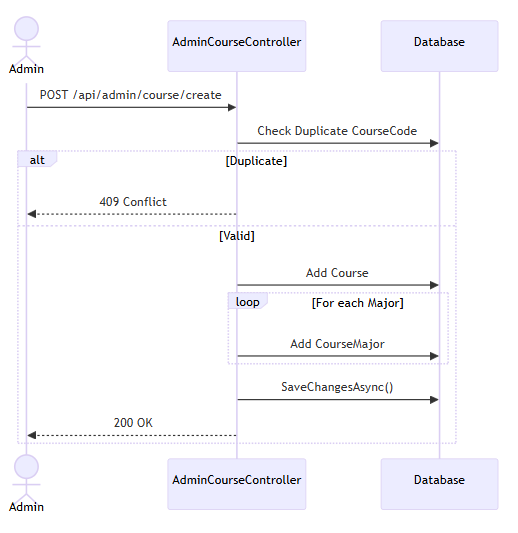 Admin
AdminCourseController
Database
POST /api/admin/course/create
Check Duplicate CourseCode
alt
[Duplicate]
409 Conflict
[Valid]
Add Course
loop
[For each Major]
Add CourseMajor
SaveChangesAsync()
200 OK
Admin
AdminCourseController
Database